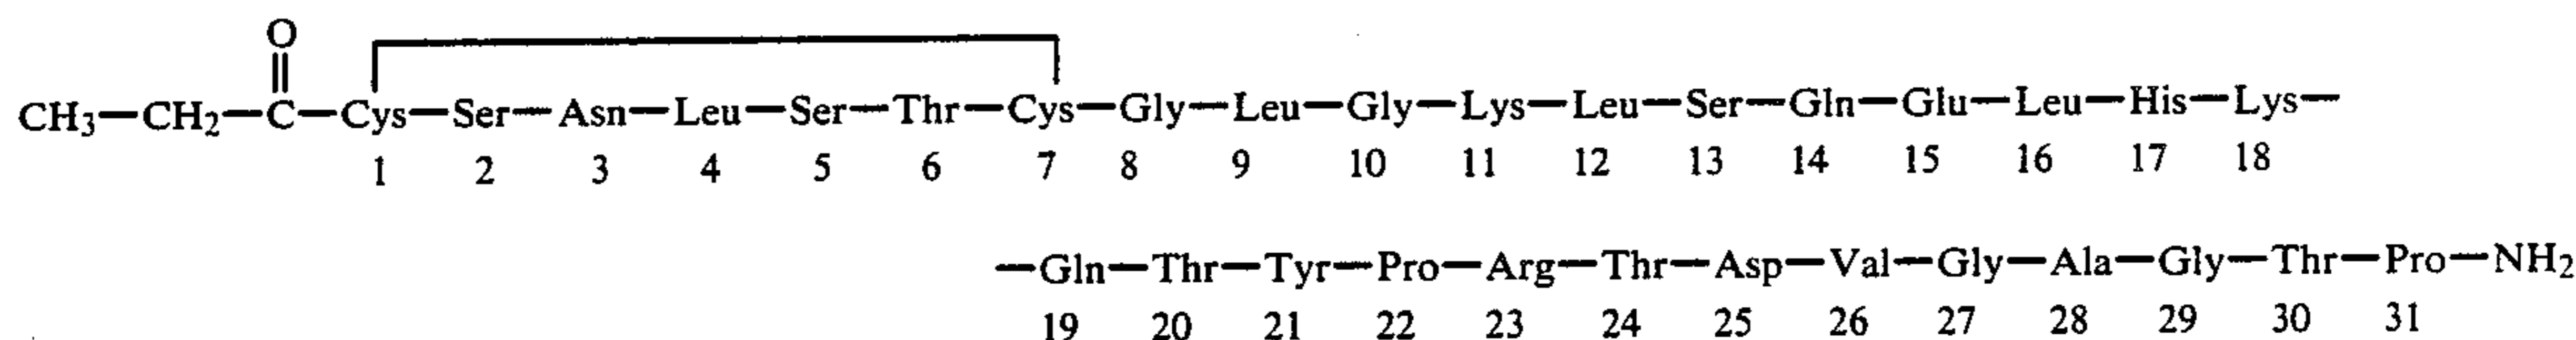 O
CH3—CH2—C—Cys—Ser—Asn—Leu—Ser—Thr—Cys—Gly—Leu—Gly—Lys—Leu—Ser—Gln—Glu—Leu—His—Lys—
1 2 3 4 5 6 7 8 9 10 11 12 13 14 15 16 17 18
—Gln—Thr—Tyr—Pro—Arg—Thr—Asp—Val—Gly—Ala—Gly—Thr—Pro—NH2
19 20 21 22 23 24 25 26 27 28 29 30 31